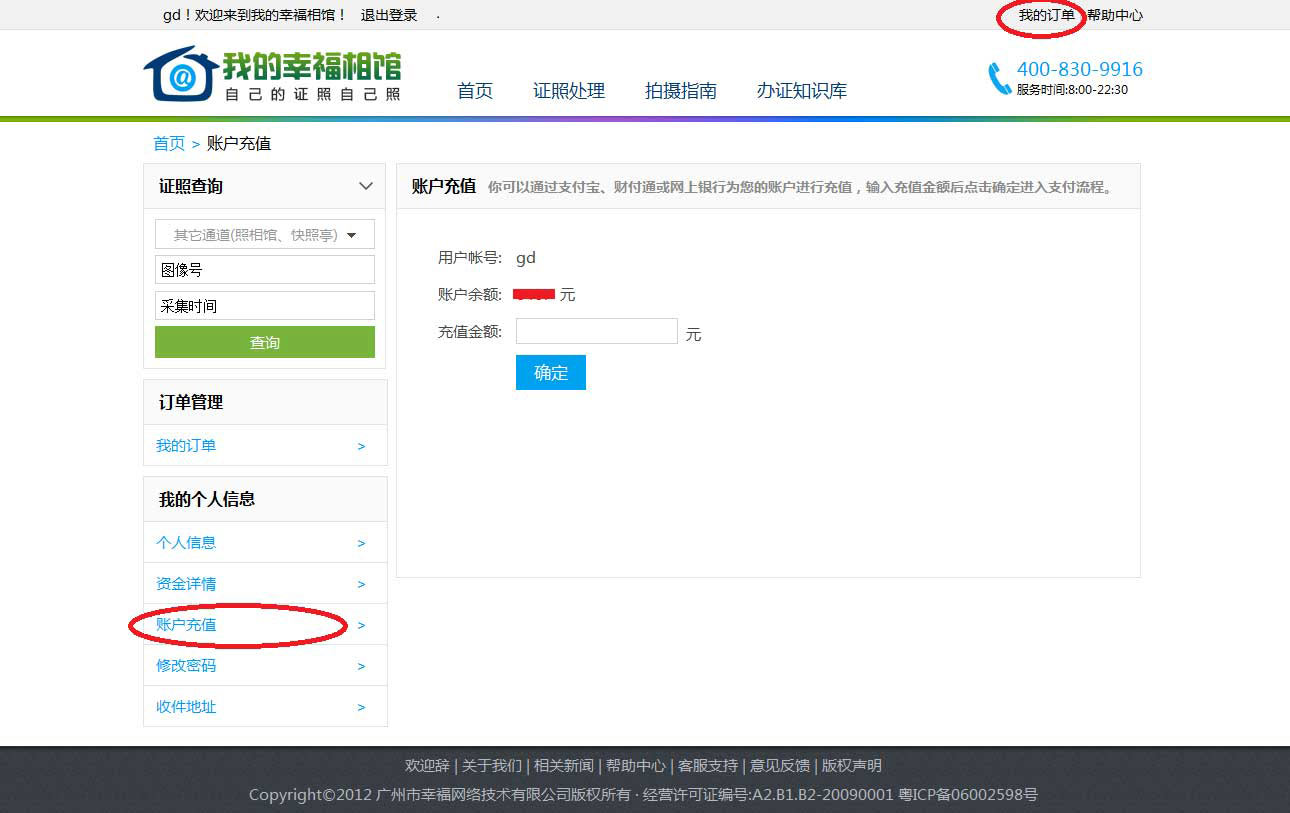 gd！欢迎来到我的幸福相馆！ 退出登录 .
我的订单 帮助中心
我的幸福相馆
自己的证照自己照
首页 证照处理 拍摄指南 办证知识库
400-830-9916
服务时间:8:00-22:30
首页 > 账户充值
证照查询
其它通道(照相馆、快照亭)
图像号
采集时间
查询
订单管理
我的订单 >
我的个人信息
个人信息 >
资金详情 >
账户充值 >
修改密码 >
收件地址 >
账户充值 你可以通过支付宝、财付通或网上银行为您的账户进行充值，输入充值金额后点击确定进入支付流程。
用户帐号: gd
账户余额: 元
充值金额: 元
确定
欢迎辞 | 关于我们 | 相关新闻 | 帮助中心 | 客服支持 | 意见反馈 | 版权声明
Copyright©2012 广州市幸福网络技术有限公司版权所有 · 经营许可证编号:A2.B1.B2-20090001 粤ICP备06002598号